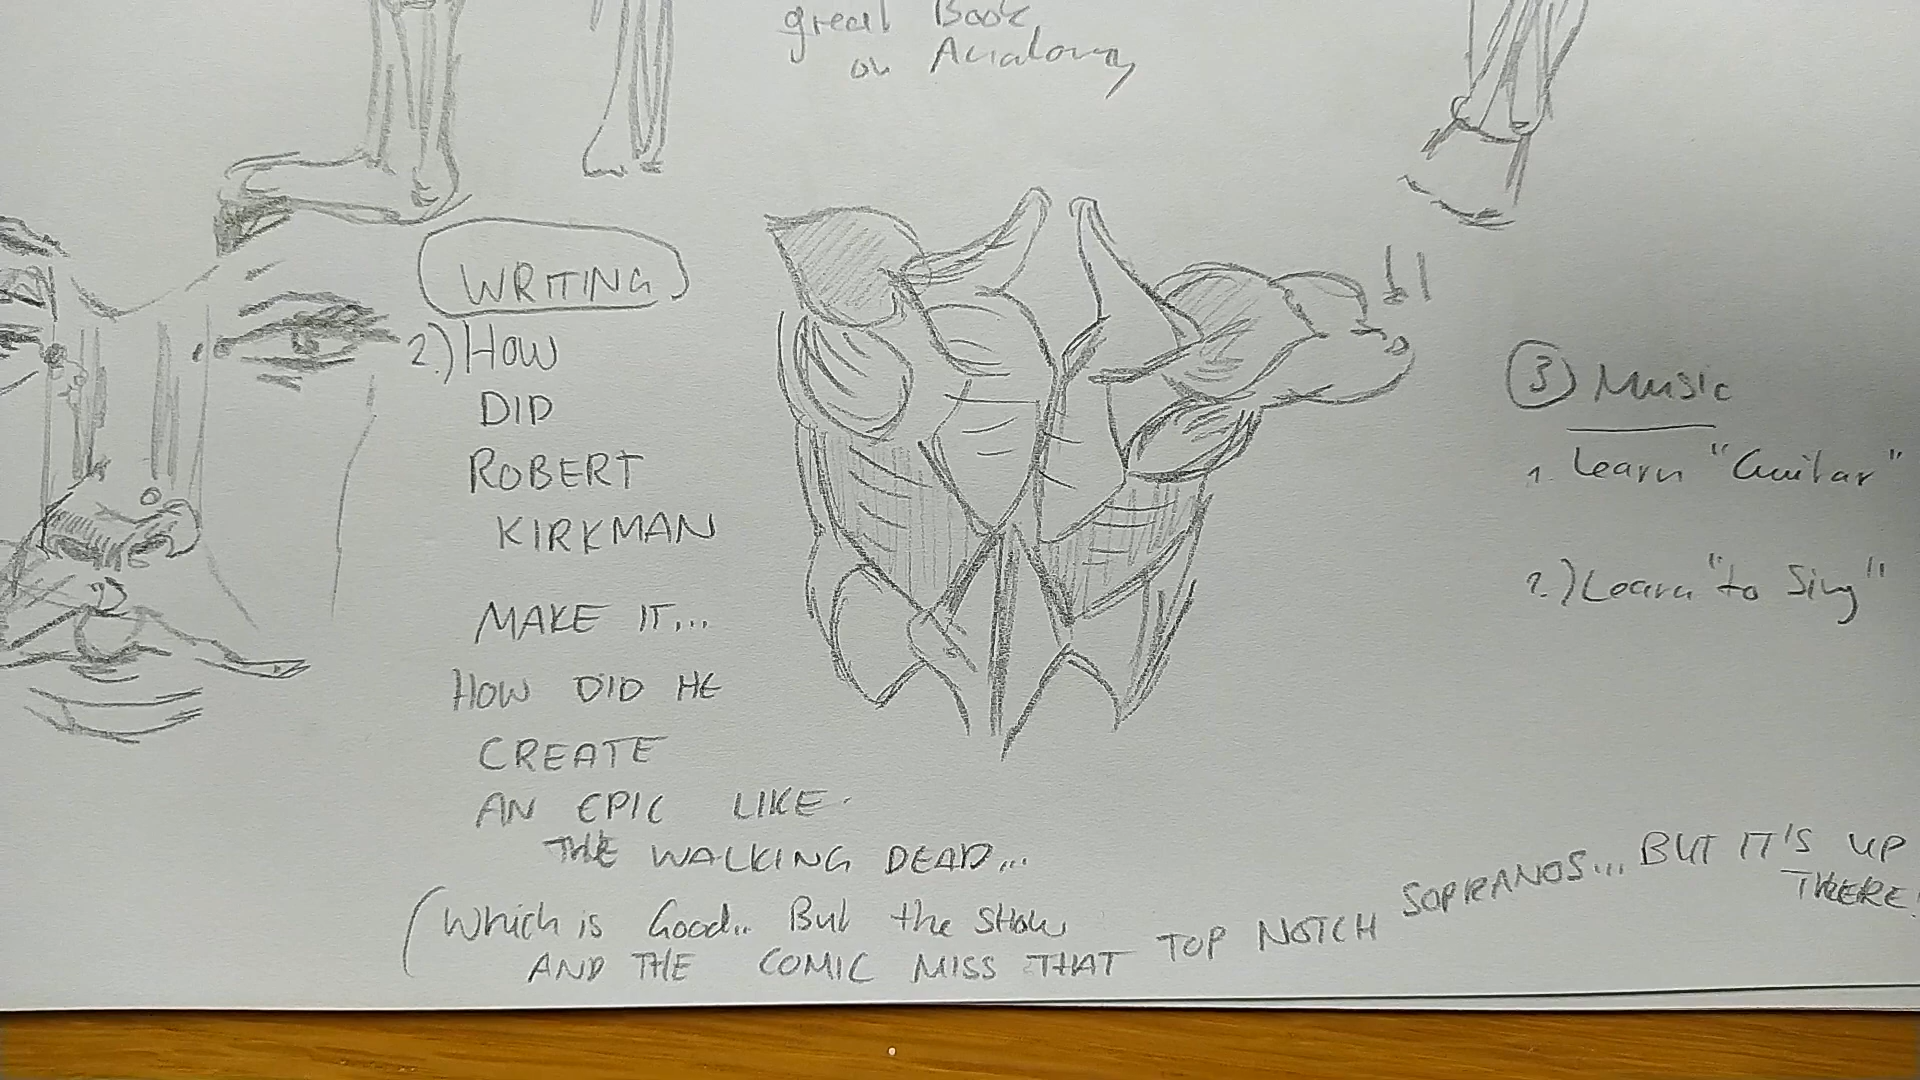 great Book
on Anatomy
WRITING
2.) HOW
DID
ROBERT
KIRKMAN
MAKE IT...
HOW DID HE
CREATE
AN EPIC LIKE
THE WALKING DEAD...
(Which is Good.. But the SHOW
AND THE COMIC MISS THAT TOP NOTCH SOPRANOS... BUT IT'S UP
THERE!
3 Music
1. Learn "Guitar"
2.) Learn "to Sing"